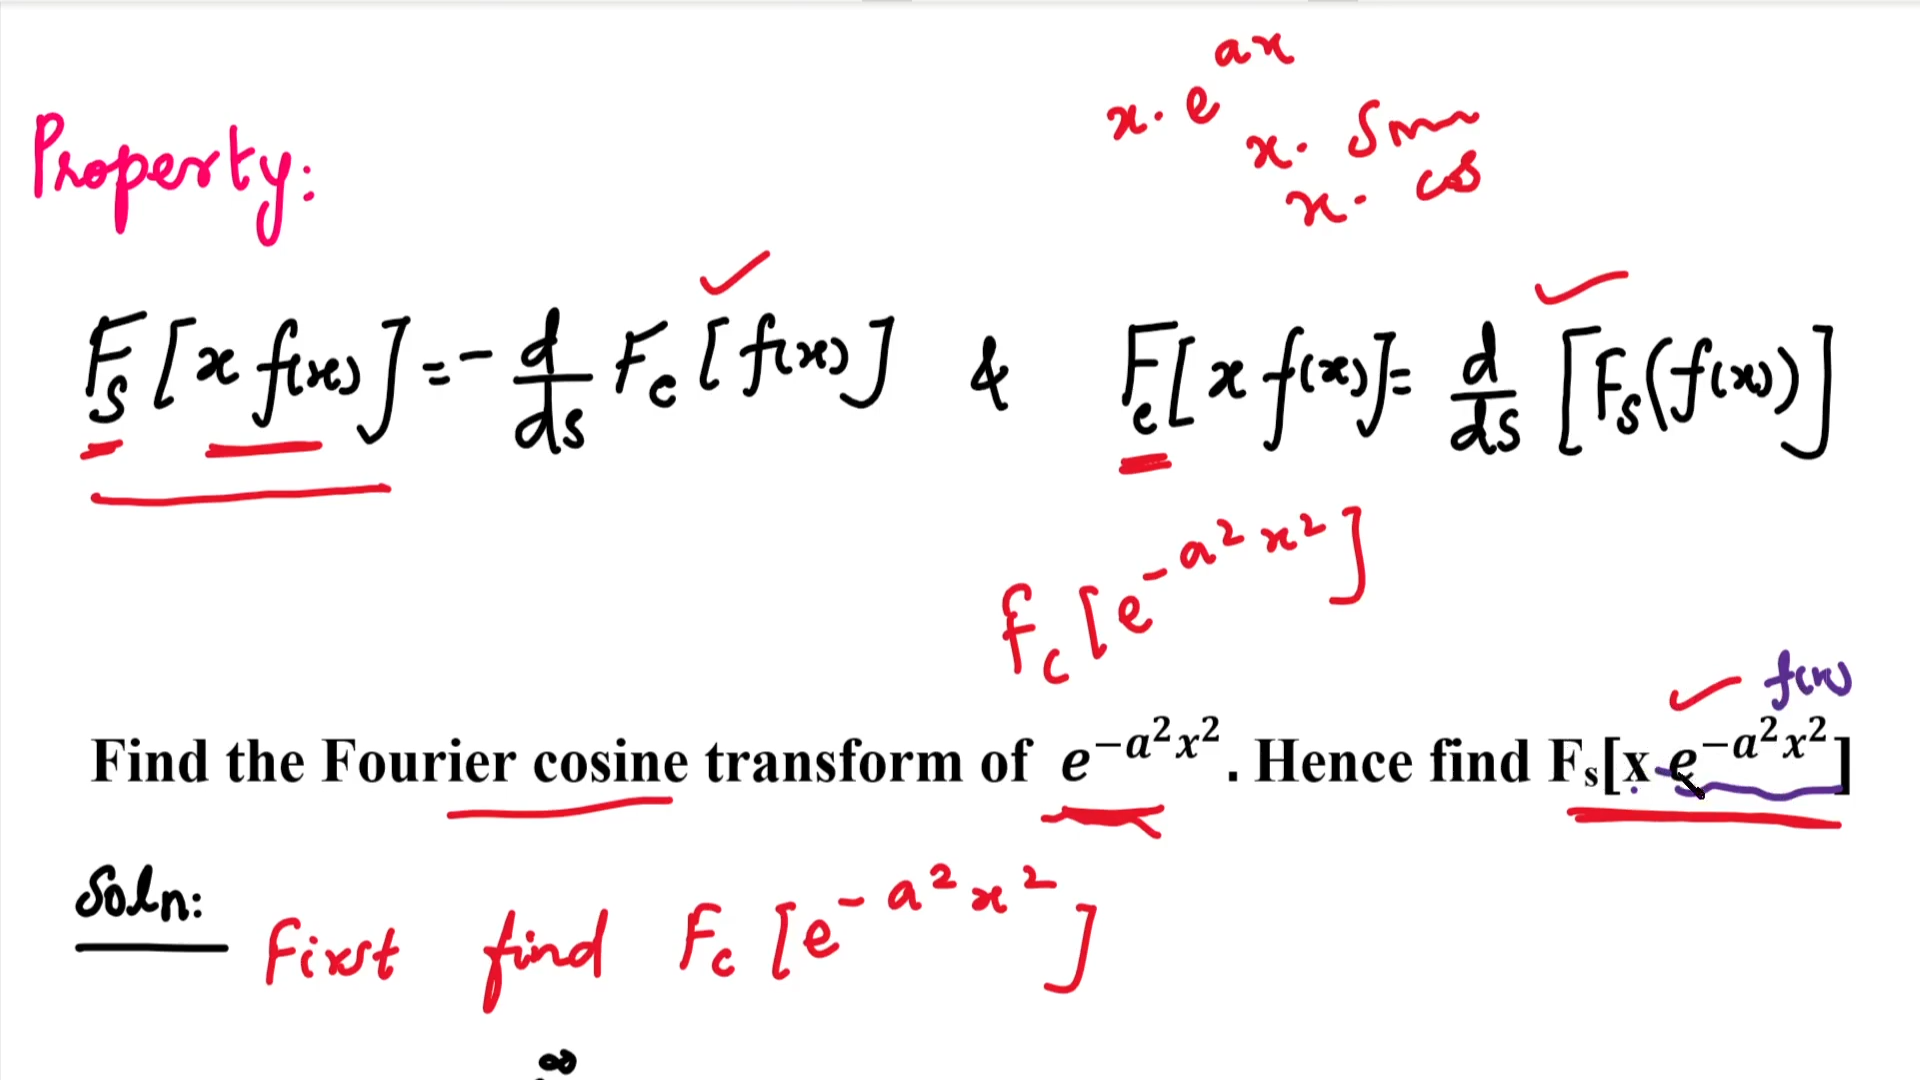 x. e^{ax}
x. Sin
x. cos
Property:
F_s [x f(x)] = - d/ds F_c [f(x)] & F_c [x f(x)] = d/ds [F_s (f(x))]
F_c [e^{-a²x²}]
f(x)
Find the Fourier cosine transform of e^{−a²x²}. Hence find F_s[x e^{−a²x²}]
Soln:
First find F_c [e^{-a²x²}]
∞